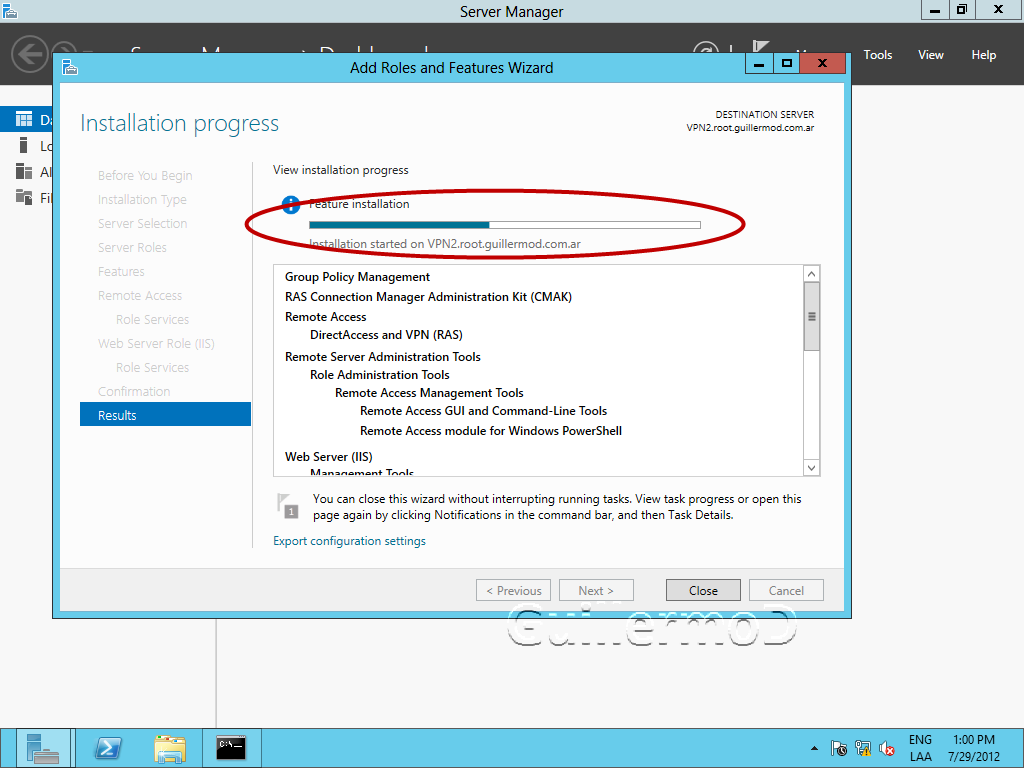 Server Manager
Tools View Help
Add Roles and Features Wizard
Installation progress
DESTINATION SERVER
VPN2.root.guillermod.com.ar
Before You Begin
Installation Type
Server Selection
Server Roles
Features
Remote Access
Role Services
Web Server Role (IIS)
Role Services
Confirmation
Results
View installation progress
Feature installation
Installation started on VPN2.root.guillermod.com.ar
Group Policy Management
RAS Connection Manager Administration Kit (CMAK)
Remote Access
DirectAccess and VPN (RAS)
Remote Server Administration Tools
Role Administration Tools
Remote Access Management Tools
Remote Access GUI and Command-Line Tools
Remote Access module for Windows PowerShell
Web Server (IIS)
Management Tools
1
You can close this wizard without interrupting running tasks. View task progress or open this
page again by clicking Notifications in the command bar, and then Task Details.
Export configuration settings
< Previous Next > Close Cancel
GuillermoD
ENG 1:00 PM
LAA 7/29/2012